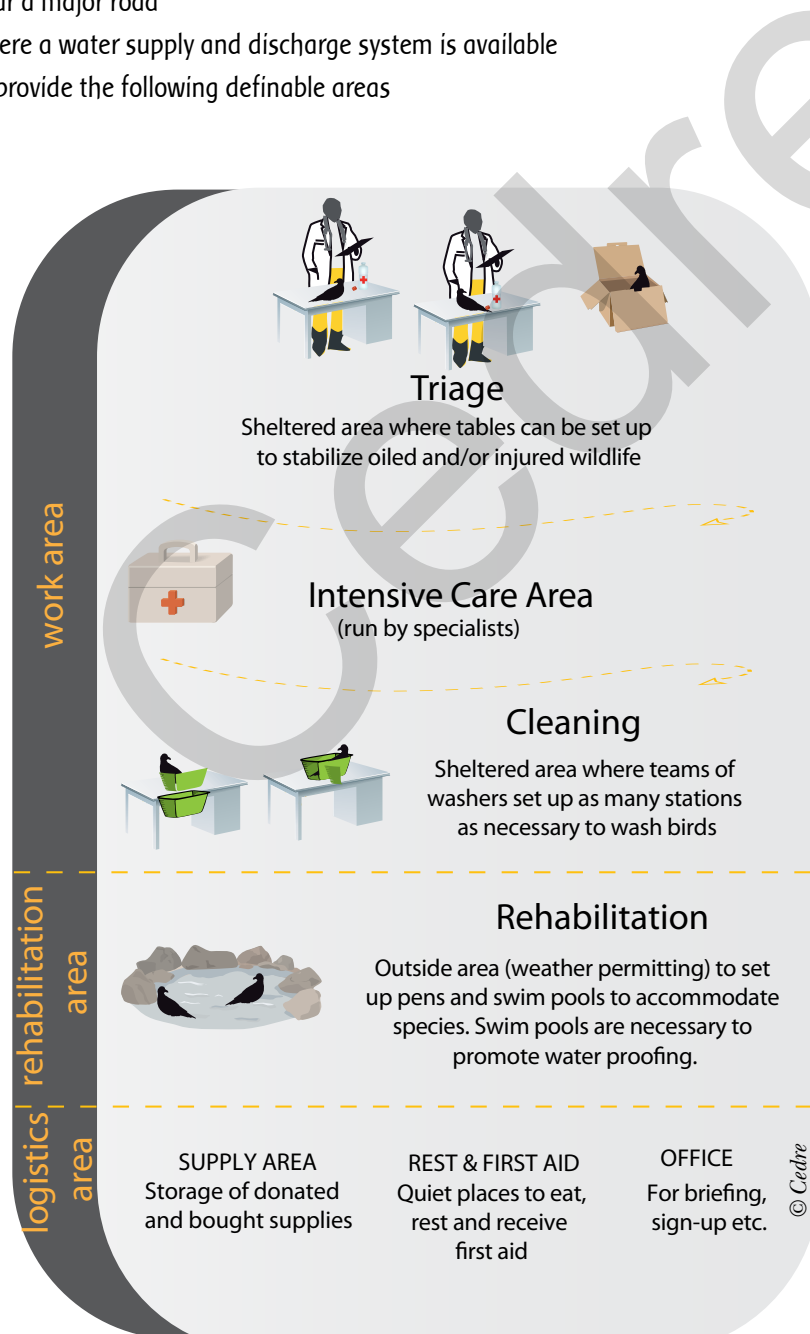 a major road
a water supply and discharge system is available
provide the following definable areas
Triage
Sheltered area where tables can be set up
to stabilize oiled and/or injured wildlife
work area
Intensive Care Area
(run by specialists)
Cleaning
Sheltered area where teams of
washers set up as many stations
as necessary to wash birds
rehabilitation
area
Rehabilitation
Outside area (weather permitting) to set
up pens and swim pools to accommodate
species. Swim pools are necessary to
promote water proofing.
logistics
area
SUPPLY AREA
Storage of donated
and bought supplies
REST & FIRST AID
Quiet places to eat,
rest and receive
first aid
OFFICE
For briefing,
sign-up etc.
© Cedre
Cedre